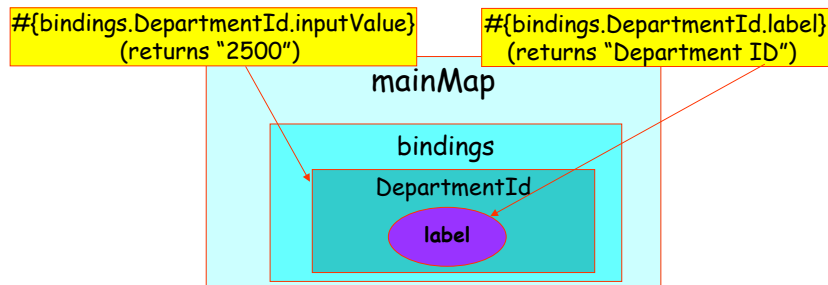 #{bindings.DepartmentId.inputValue}
(returns “2500”)
#{bindings.DepartmentId.label}
(returns “Department ID”)
mainMap
bindings
DepartmentId
label